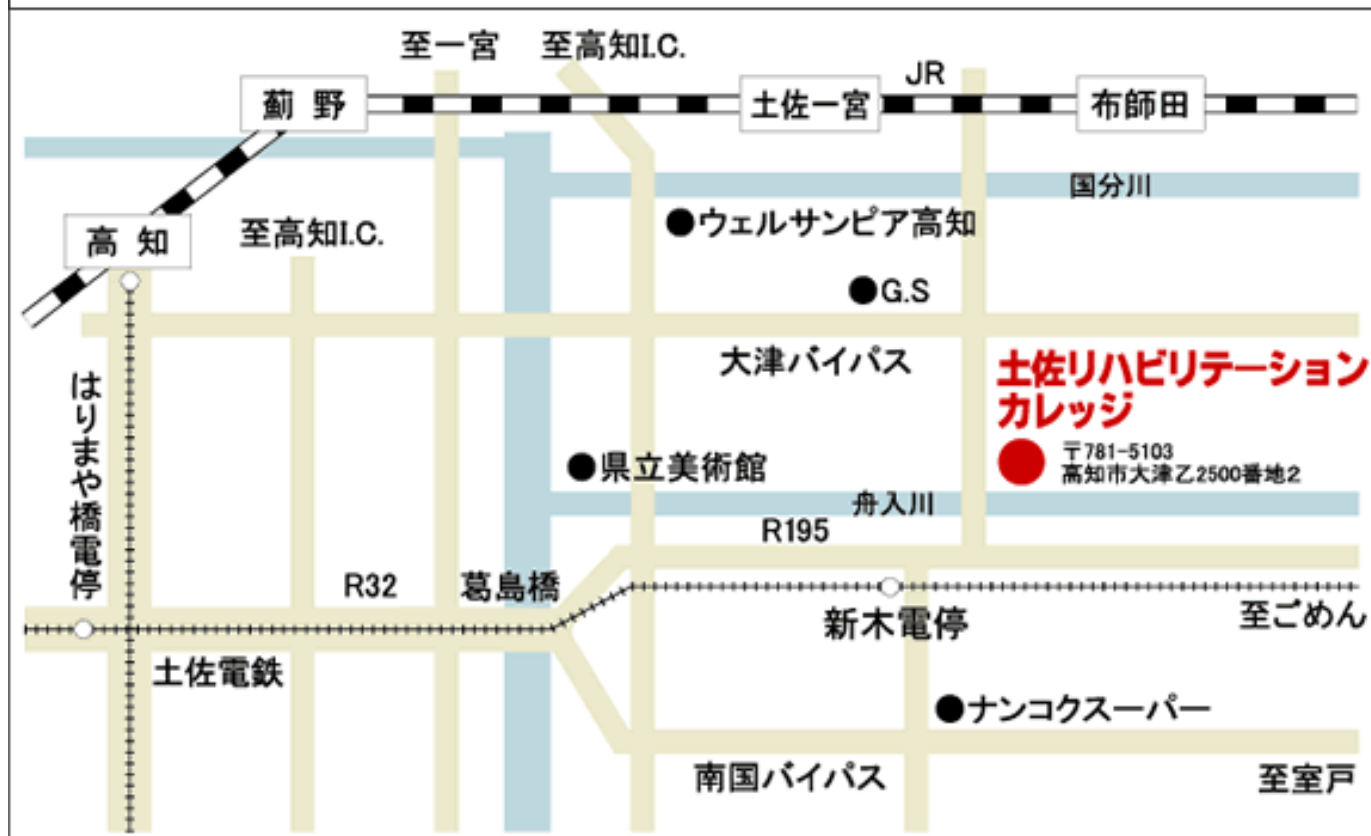 至一宮
至高知I.C.
JR
薊野
土佐一宮
布師田
国分川
ウェルサンピア高知
高知
至高知I.C.
G.S
大津バイパス
土佐リハビリテーション
カレッジ
〒781-5103
高知市大津乙2500番地2
はりまや橋電停
県立美術館
舟入川
R195
R32
葛島橋
新木電停
至ごめん
土佐電鉄
ナンコクスーパー
南国バイパス
至室戸